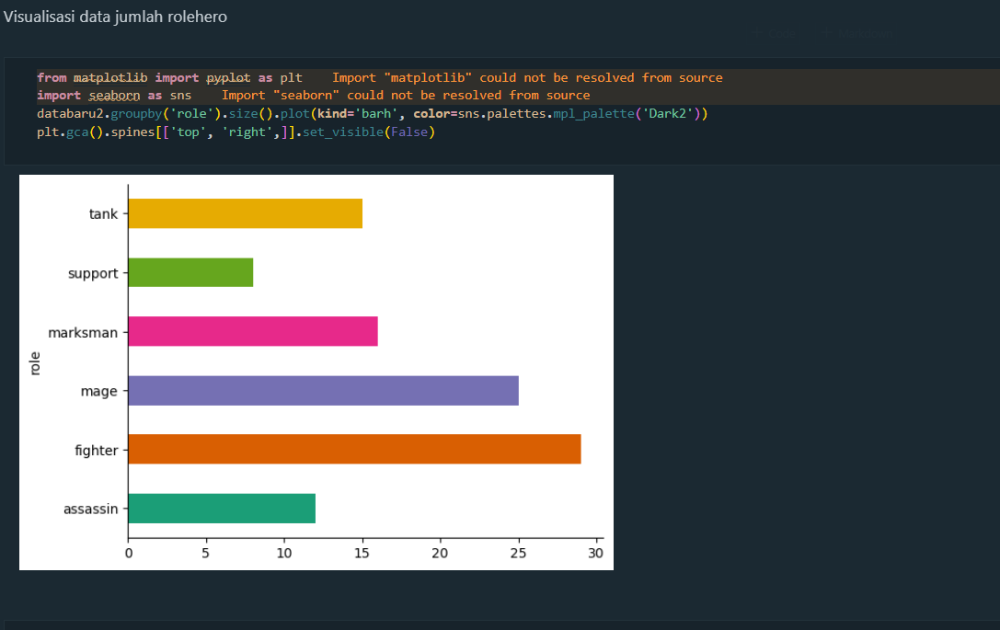 Visualisasi data jumlah rolehero
from matplotlib import pyplot as plt    Import "matplotlib" could not be resolved from source
import seaborn as sns    Import "seaborn" could not be resolved from source
databaru2.groupby('role').size().plot(kind='barh', color=sns.palettes.mpl_palette('Dark2'))
plt.gca().spines[['top', 'right',]].set_visible(False)
tank
support
marksman
role
mage
fighter
assassin
0 5 10 15 20 25 30